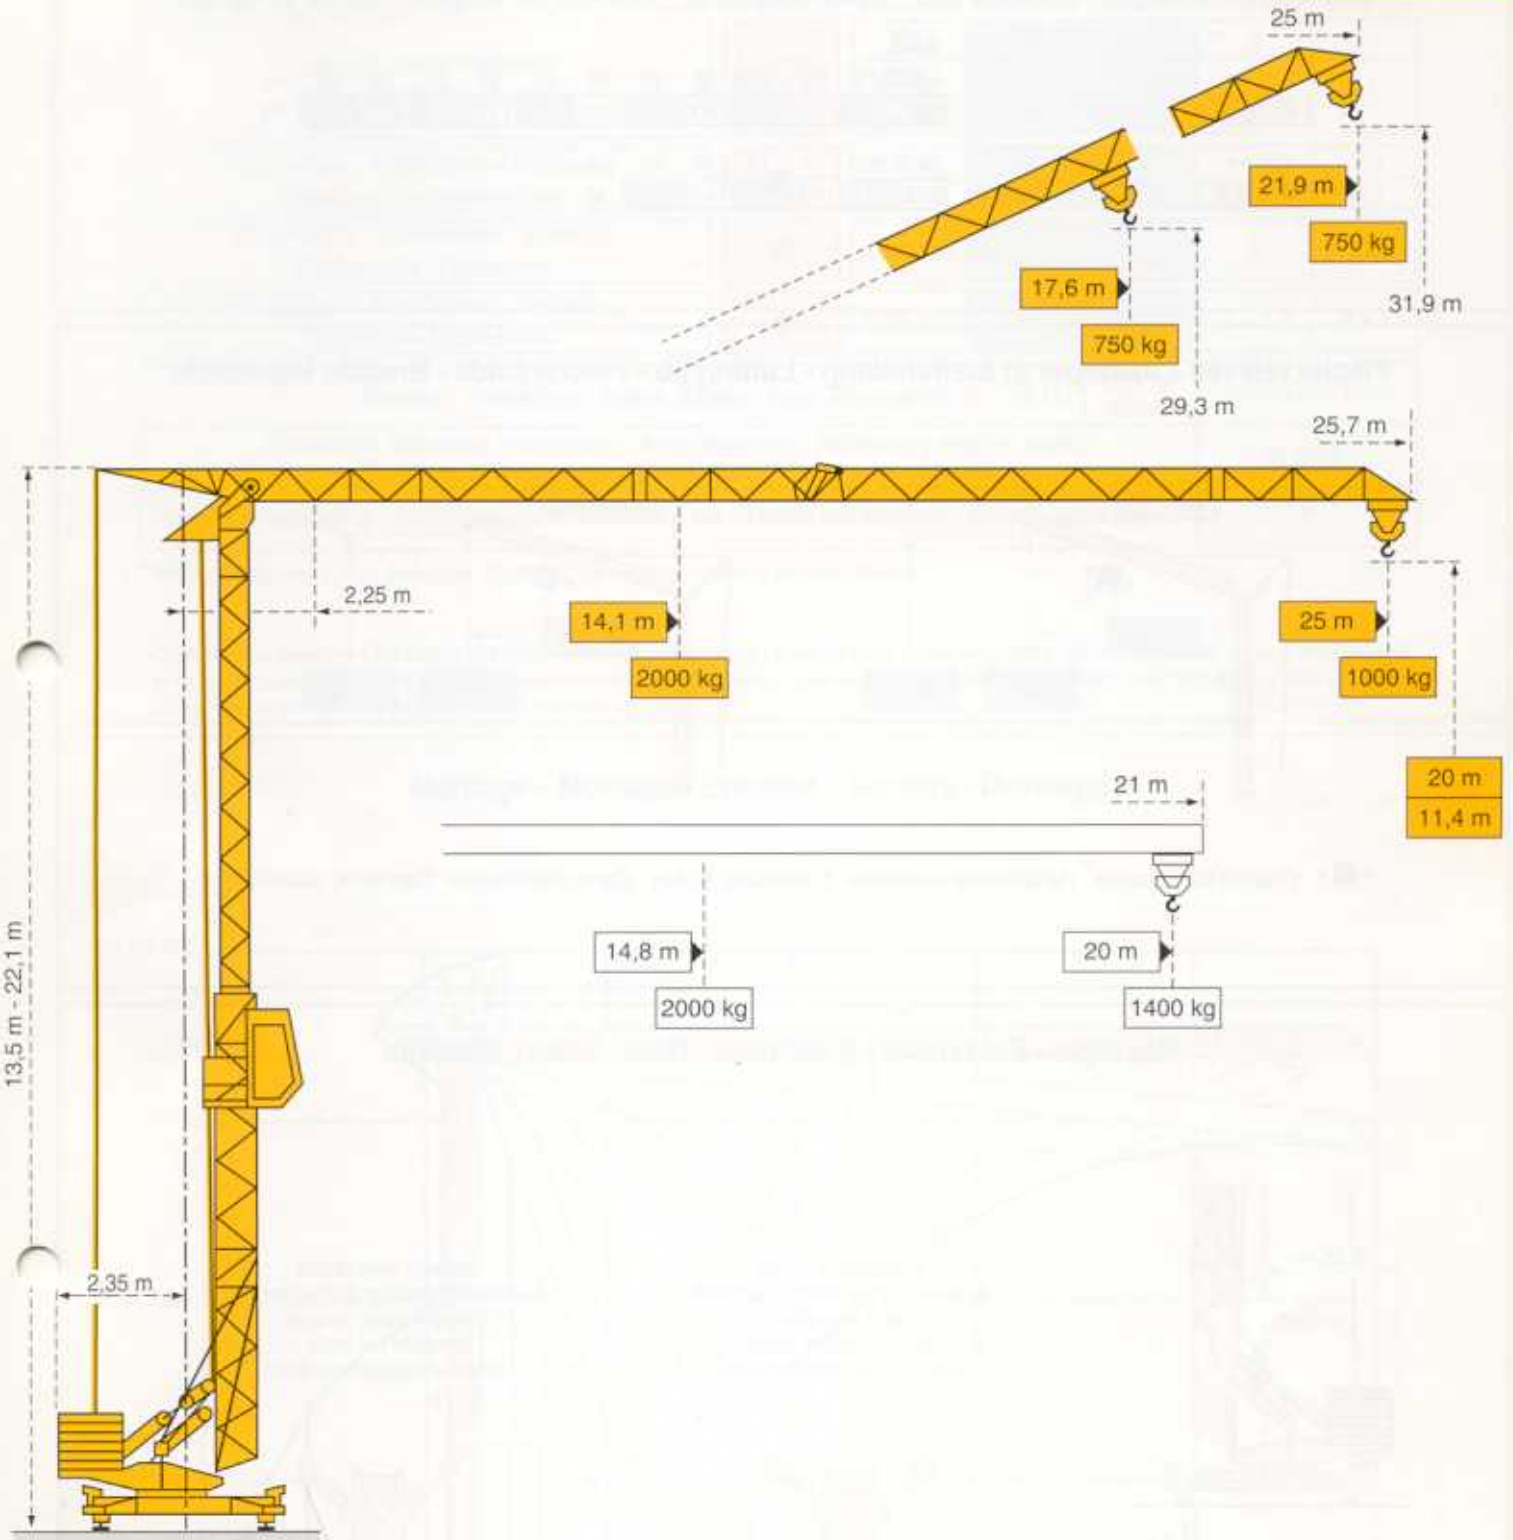 25 m
21,9 m
750 kg
31,9 m
17,6 m
750 kg
29,3 m
25,7 m
2,25 m
14,1 m
2000 kg
25 m
1000 kg
20 m
11,4 m
21 m
14,8 m
2000 kg
20 m
1400 kg
13,5 m - 22,1 m
2,35 m